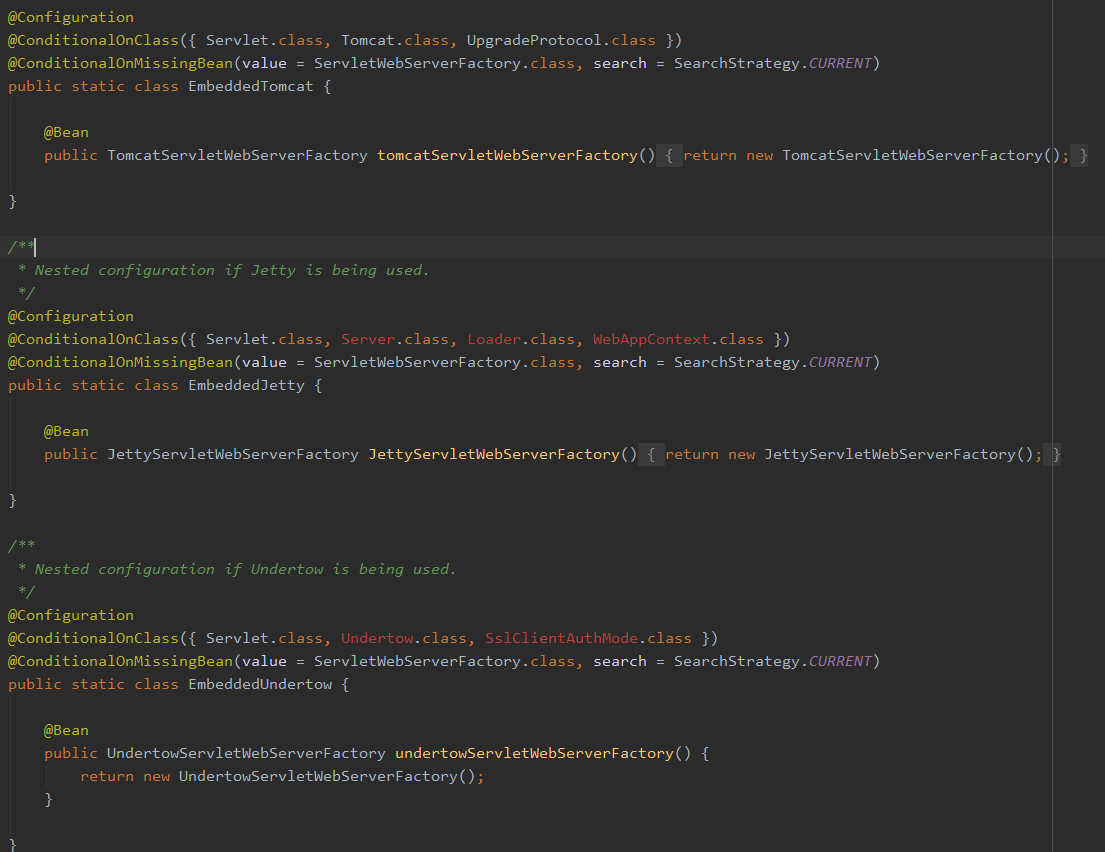 @Configuration
@ConditionalOnClass({ Servlet.class, Tomcat.class, UpgradeProtocol.class })
@ConditionalOnMissingBean(value = ServletWebServerFactory.class, search = SearchStrategy.CURRENT)
public static class EmbeddedTomcat {
@Bean
public TomcatServletWebServerFactory tomcatServletWebServerFactory() { return new TomcatServletWebServerFactory(); }
}
/**
* Nested configuration if Jetty is being used.
*/
@Configuration
@ConditionalOnClass({ Servlet.class, Server.class, Loader.class, WebAppContext.class })
@ConditionalOnMissingBean(value = ServletWebServerFactory.class, search = SearchStrategy.CURRENT)
public static class EmbeddedJetty {
@Bean
public JettyServletWebServerFactory JettyServletWebServerFactory() { return new JettyServletWebServerFactory(); }
}
/**
* Nested configuration if Undertow is being used.
*/
@Configuration
@ConditionalOnClass({ Servlet.class, Undertow.class, SslClientAuthMode.class })
@ConditionalOnMissingBean(value = ServletWebServerFactory.class, search = SearchStrategy.CURRENT)
public static class EmbeddedUndertow {
@Bean
public UndertowServletWebServerFactory undertowServletWebServerFactory() {
return new UndertowServletWebServerFactory();
}
}